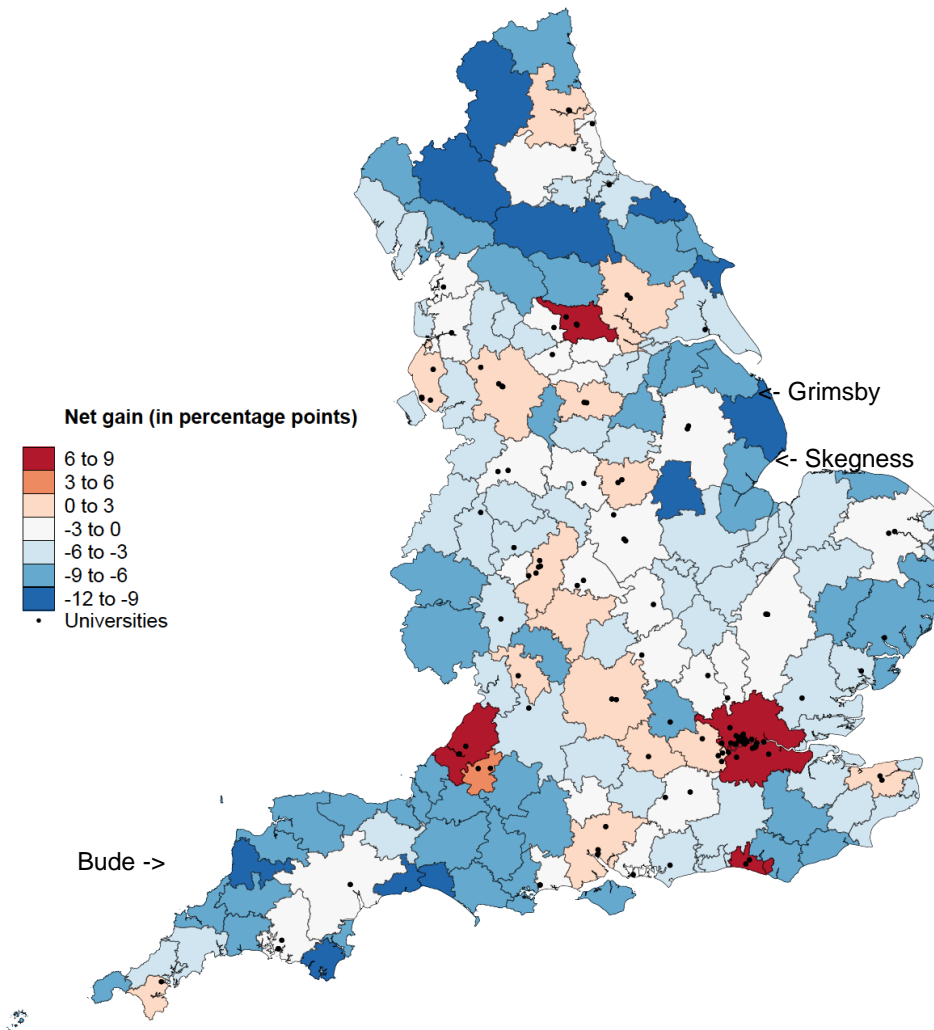 <- Grimsby
Net gain (in percentage points)
6 to 9
<- Skegness
3 to 6
0 to 3
-3 to 0
-6 to -3
-9 to -6
-12 to -9
Universities
Bude ->